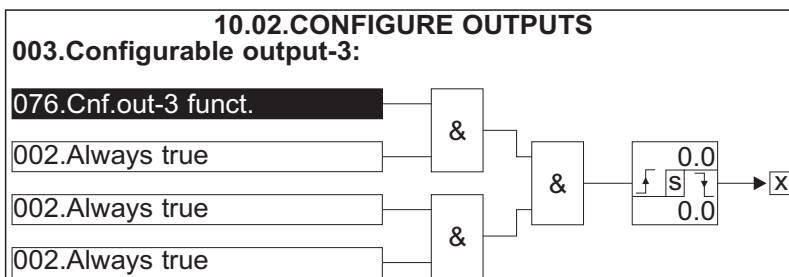 10.02.CONFIGURE OUTPUTS
003.Configurable output-3:
076.Cnf.out-3 funct.
&
002.Always true
0.0
& S X
0.0
002.Always true
&
002.Always true